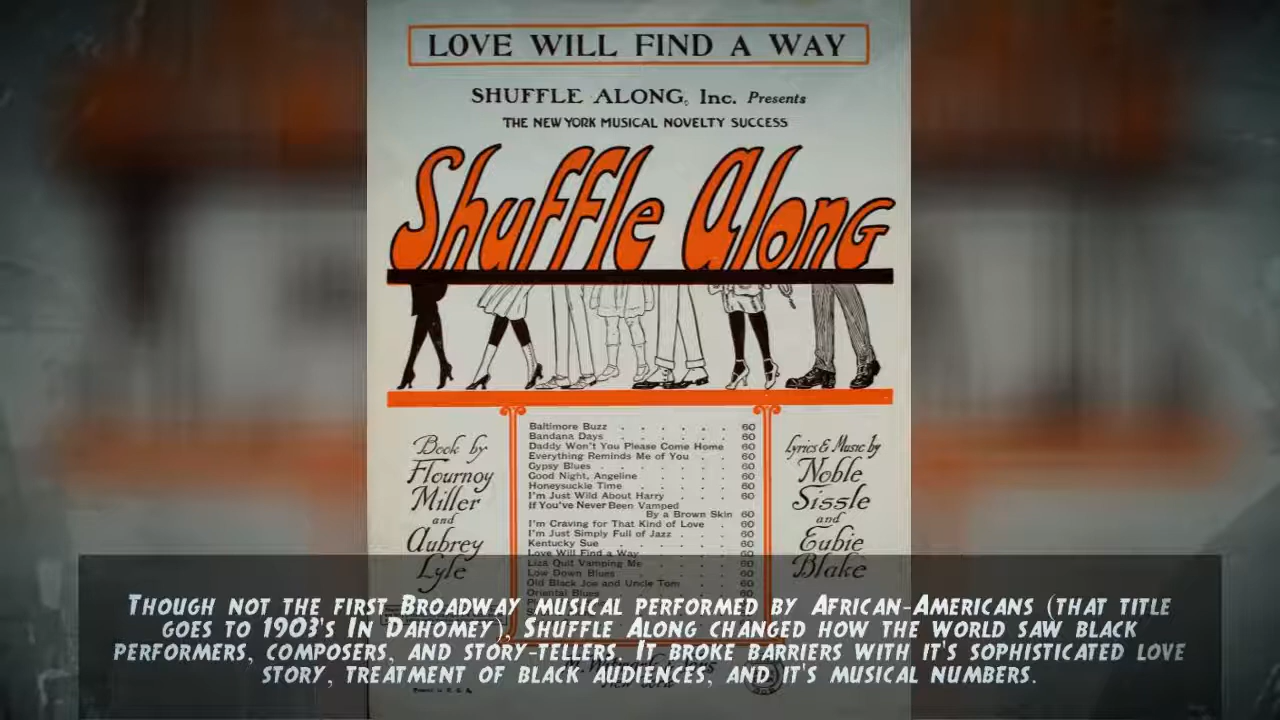 LOVE WILL FIND A WAY
SHUFFLE ALONG, Inc. Presents
THE NEW YORK MUSICAL NOVELTY SUCCESS
Shuffle Along
Book by
Flournoy
Miller
and
Aubrey
Lyle
Baltimore Buzz . . . . . . 60
Bandana Days . . . . . . 60
Daddy Won't You Please Come Home 60
Everything Reminds Me of You . . . 60
Gypsy Blues . . . . . . . 60
Good Night, Angeline . . . . . 60
Honeysuckle Time . . . . . 60
I'm Just Wild About Harry . . . . 60
If You've Never Been Vamped
By a Brown Skin 60
I'm Craving for That Kind of Love . 60
I'm Just Simply Full of Jazz . . . 60
Kentucky Sue . . . . . . 60
Love Will Find a Way . . . . 60
Liza Quit Vamping Me . . . . 60
Low Down Blues . . . . . 60
Old Black Joe and Uncle Tom . . . 60
Oriental Blues . . . . . . 60
Lyrics & Music by
Noble
Sissle
and
Eubie
Blake
THOUGH NOT THE FIRST BROADWAY MUSICAL PERFORMED BY AFRICAN-AMERICANS (THAT TITLE
GOES TO 1903'S IN DAHOMEY), SHUFFLE ALONG CHANGED HOW THE WORLD SAW BLACK
PERFORMERS, COMPOSERS, AND STORY-TELLERS. IT BROKE BARRIERS WITH IT'S SOPHISTICATED LOVE
STORY, TREATMENT OF BLACK AUDIENCES, AND IT'S MUSICAL NUMBERS.